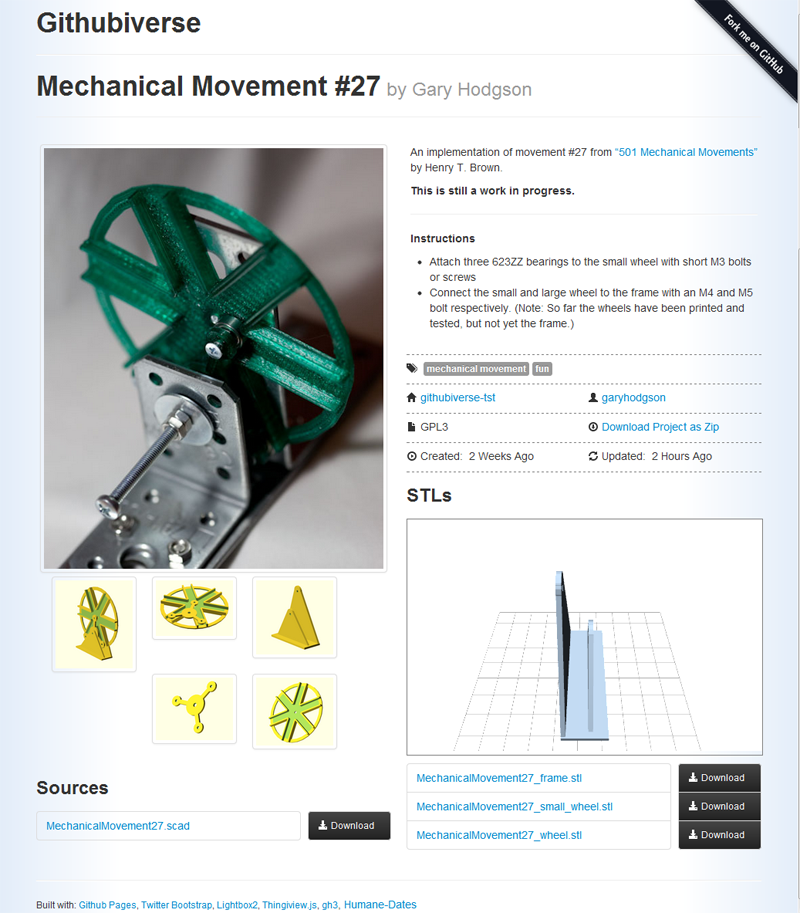 Githubiverse
Fork me on GitHub
Mechanical Movement #27 by Gary Hodgson
An implementation of movement #27 from "501 Mechanical Movements"
by Henry T. Brown.
This is still a work in progress.
Instructions
Attach three 623ZZ bearings to the small wheel with short M3 bolts
or screws
Connect the small and large wheel to the frame with an M4 and M5
bolt respectively. (Note: So far the wheels have been printed and
tested, but not yet the frame.)
mechanical movement fun
githubiverse-tst garyhodgson
GPL3 Download Project as Zip
Created: 2 Weeks Ago Updated: 2 Hours Ago
STLs
MechanicalMovement27_frame.stl Download
MechanicalMovement27_small_wheel.stl Download
MechanicalMovement27_wheel.stl Download
Sources
MechanicalMovement27.scad Download
Built with: Github Pages, Twitter Bootstrap, Lightbox2, Thingiview.js, gh3, Humane-Dates